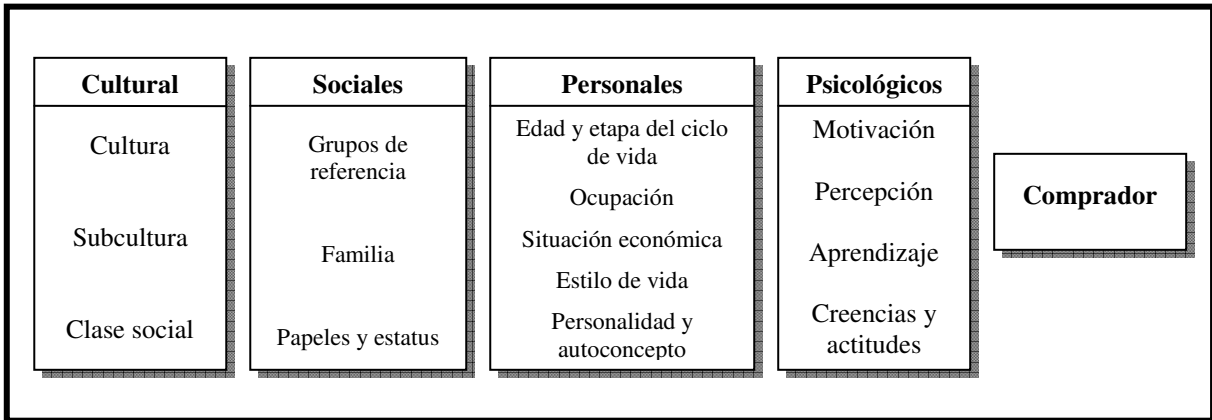 Cultural
Cultura
Subcultura
Clase social
Sociales
Grupos de
referencia
Familia
Papeles y estatus
Personales
Edad y etapa del ciclo
de vida
Ocupación
Situación económica
Estilo de vida
Personalidad y
autoconcepto
Psicológicos
Motivación
Percepción
Aprendizaje
Creencias y
actitudes
Comprador